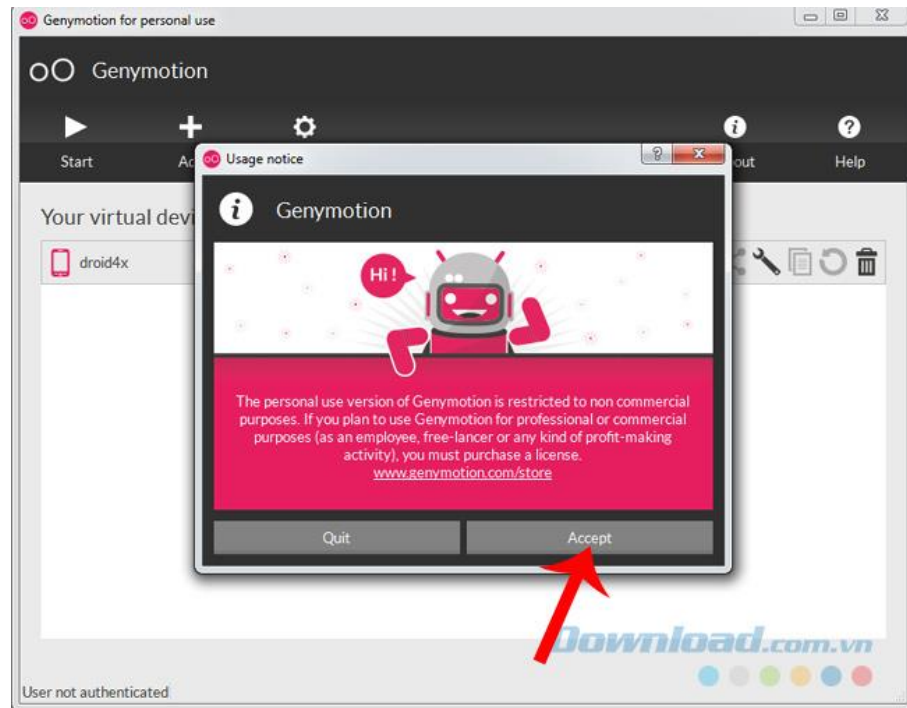 Genymotion for personal use
Genymotion
Start
Ad
out
Help
Usage notice
Genymotion
Your virtual devi
droid4x
Hi !
The personal use version of Genymotion is restricted to non commercial
purposes. If you plan to use Genymotion for professional or commercial
purposes (as an employee, free-lancer or any kind of profit-making
activity), you must purchase a license.
www.genymotion.com/store
Quit
Accept
Download.com.vn
User not authenticated